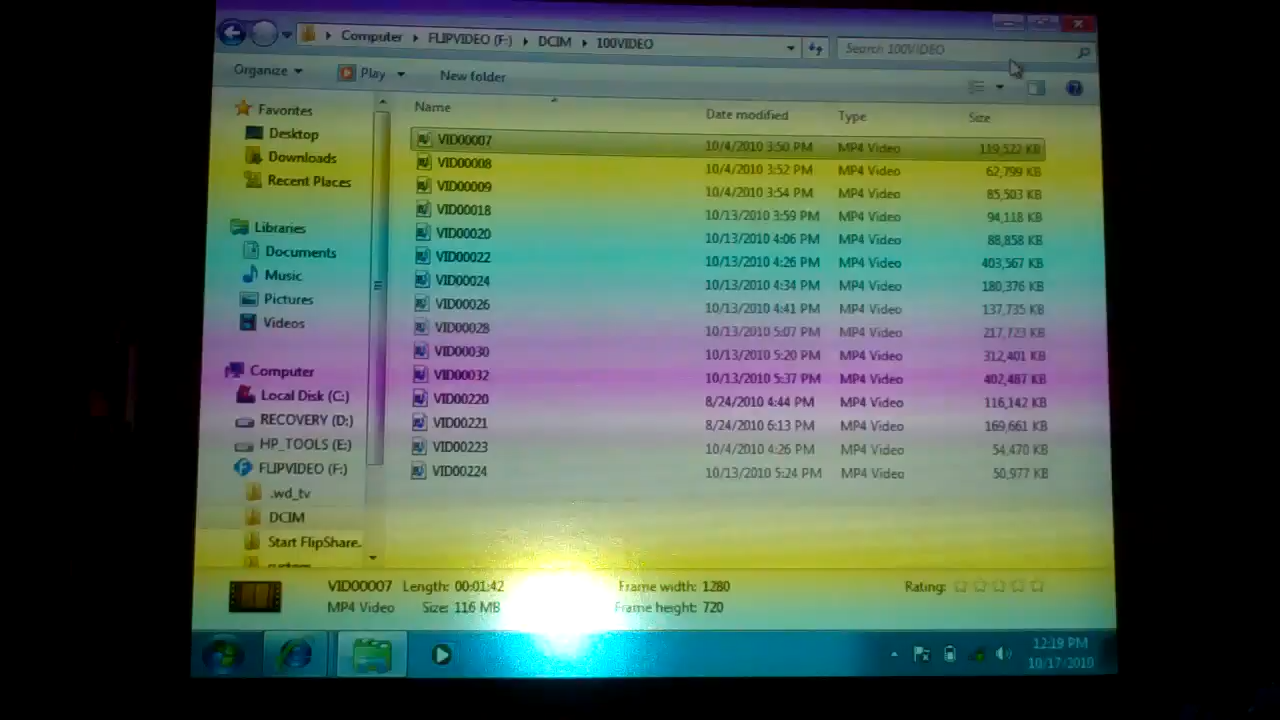 Computer FLIPVIDEO (F:) DCIM 100VIDEO Search 100VIDEO
Organize Play New folder
Favorites
Desktop
Downloads
Recent Places
Libraries
Documents
Music
Pictures
Videos
Computer
Local Disk (C:)
RECOVERY (D:)
HP_TOOLS (E:)
FLIPVIDEO (F:)
.wd_tv
DCIM
Start FlipShare.
Name Date modified Type Size
VID00007 10/4/2010 3:50 PM MP4 Video 119,522 KB
VID00008 10/4/2010 3:52 PM MP4 Video 62,799 KB
VID00009 10/4/2010 3:54 PM MP4 Video 85,503 KB
VID00018 10/13/2010 3:59 PM MP4 Video 94,118 KB
VID00020 10/13/2010 4:06 PM MP4 Video 88,858 KB
VID00022 10/13/2010 4:26 PM MP4 Video 403,567 KB
VID00024 10/13/2010 4:34 PM MP4 Video 180,376 KB
VID00026 10/13/2010 4:41 PM MP4 Video 137,735 KB
VID00028 10/13/2010 5:07 PM MP4 Video 217,723 KB
VID00030 10/13/2010 5:20 PM MP4 Video 312,401 KB
VID00032 10/13/2010 5:37 PM MP4 Video 402,487 KB
VID00220 8/24/2010 4:44 PM MP4 Video 116,142 KB
VID00221 8/24/2010 6:13 PM MP4 Video 169,661 KB
VID00223 10/4/2010 4:26 PM MP4 Video 54,470 KB
VID00224 10/13/2010 5:24 PM MP4 Video 50,977 KB
VID00007 Length: 00:01:42 Frame width: 1280 Rating:
MP4 Video Size: 116 MB Frame height: 720
12:19 PM
10/17/2010